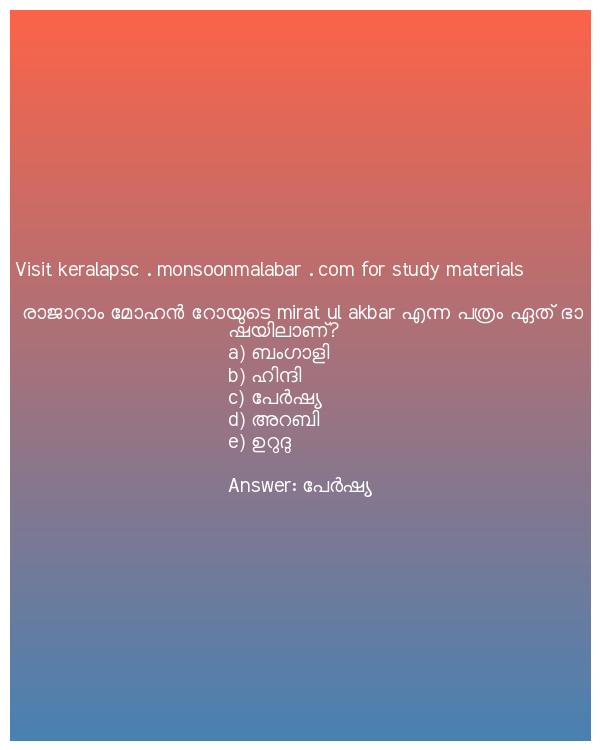 Visit keralapsc . monsoonmalabar . com for study materials
രാജാറാം മോഹൻ റോയുടെ mirat ul akbar എന്ന പത്രം ഏത് ഭാ
ഷയിലാണ്?
a) ബംഗാളി
b) ഹിന്ദി
c) പേർഷ്യ
d) അറബി
e) ഉറുദു
Answer: പേർഷ്യ